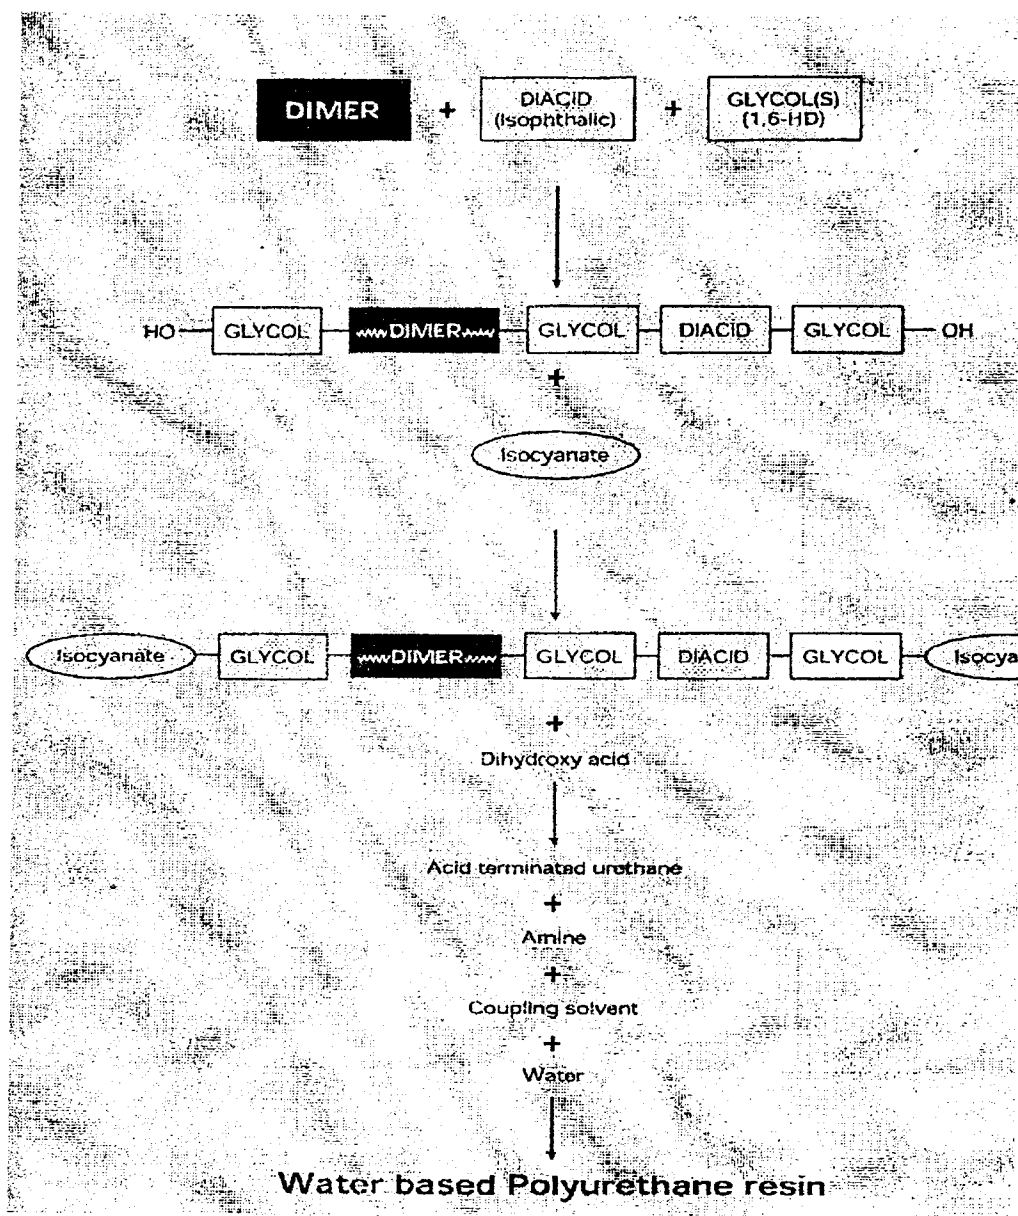 DIMER + DIACID (Isophthalic) + GLYCOL(S) (1,6-HD)
HO GLYCOL DIMER GLYCOL DIACID GLYCOL OH
+
Isocyanate
Isocyanate GLYCOL DIMER GLYCOL DIACID GLYCOL Isocya
+
Dihydroxy acid
Acid terminated urethane
+
Amine
+
Coupling solvent
+
Water
Water based Polyurethane resin